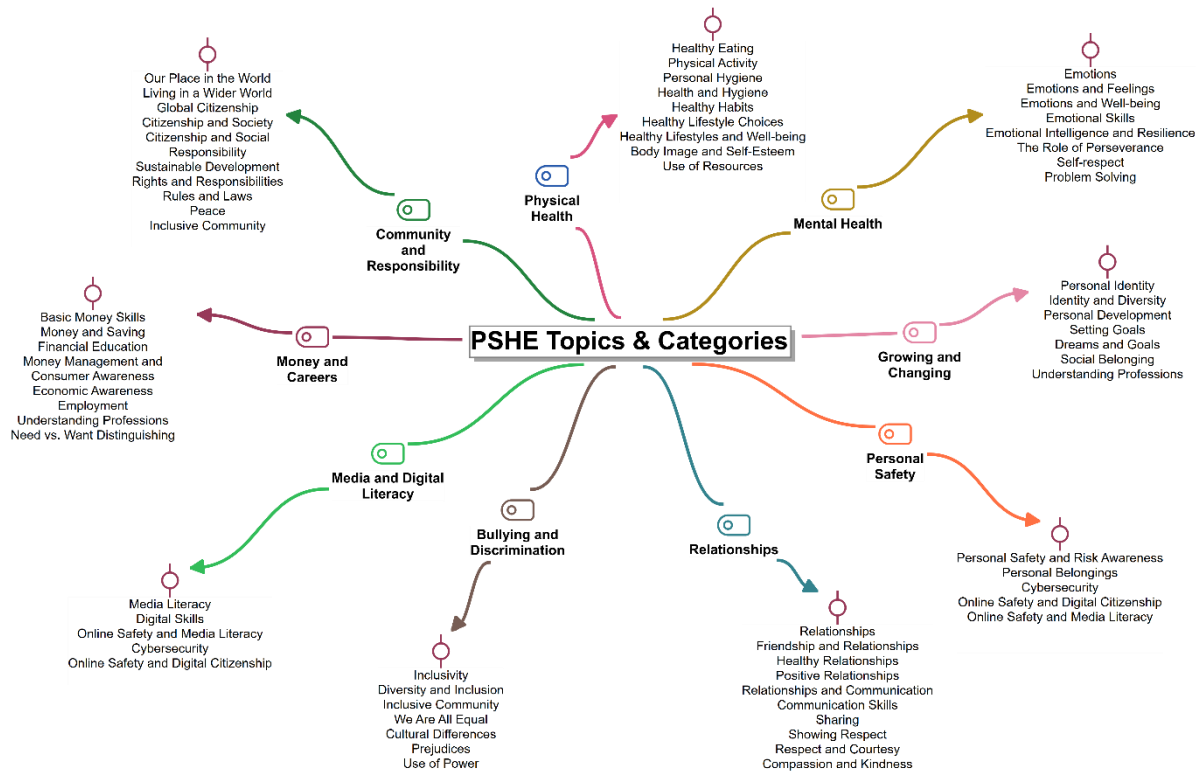 PSHE Topics & Categories
Physical
Health
Healthy Eating
Physical Activity
Personal Hygiene
Health and Hygiene
Healthy Habits
Healthy Lifestyle Choices
Healthy Lifestyles and Well-being
Body Image and Self-Esteem
Use of Resources
Mental Health
Emotions
Emotions and Feelings
Emotions and Well-being
Emotional Skills
Emotional Intelligence and Resilience
The Role of Perseverance
Self-respect
Problem Solving
Growing and
Changing
Personal Identity
Identity and Diversity
Personal Development
Setting Goals
Dreams and Goals
Social Belonging
Understanding Professions
Personal
Safety
Personal Safety and Risk Awareness
Personal Belongings
Cybersecurity
Online Safety and Digital Citizenship
Online Safety and Media Literacy
Relationships
Relationships
Friendship and Relationships
Healthy Relationships
Positive Relationships
Relationships and Communication
Communication Skills
Sharing
Showing Respect
Respect and Courtesy
Compassion and Kindness
Bullying and
Discrimination
Inclusivity
Diversity and Inclusion
Inclusive Community
We Are All Equal
Cultural Differences
Prejudices
Use of Power
Media and Digital
Literacy
Media Literacy
Digital Skills
Online Safety and Media Literacy
Cybersecurity
Online Safety and Digital Citizenship
Money and
Careers
Basic Money Skills
Money and Saving
Financial Education
Money Management and
Consumer Awareness
Economic Awareness
Employment
Understanding Professions
Need vs. Want Distinguishing
Community
and
Responsibility
Our Place in the World
Living in a Wider World
Global Citizenship
Citizenship and Society
Citizenship and Social
Responsibility
Sustainable Development
Rights and Responsibilities
Rules and Laws
Peace
Inclusive Community